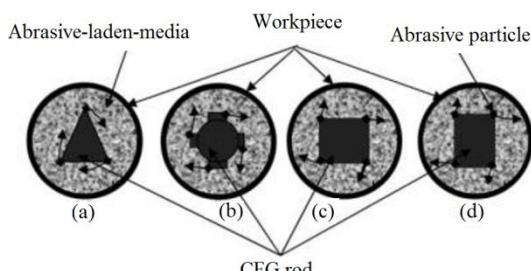 Workpiece
Abrasive-laden-media
Abrasive particle
(a)
(b)
(c)
(d)
CFG rod